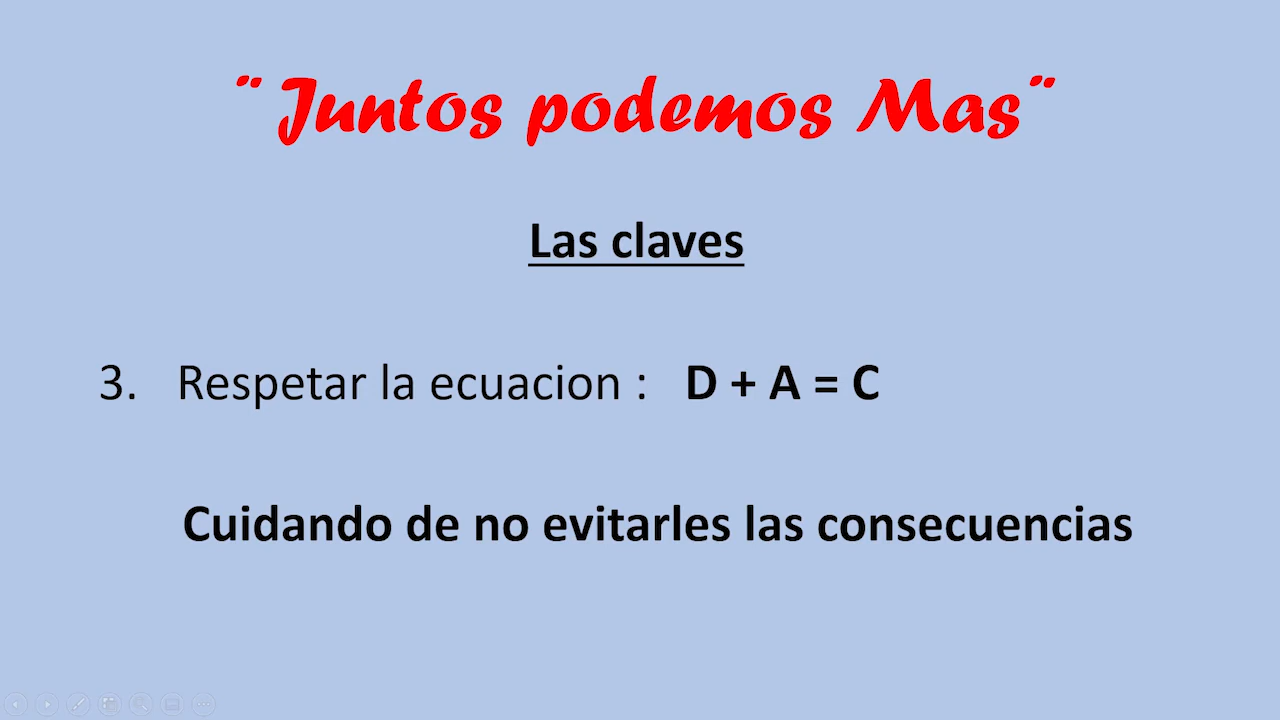 ¨ Juntos podemos Mas¨
Las claves
3. Respetar la ecuacion : D + A = C
Cuidando de no evitarles las consecuencias